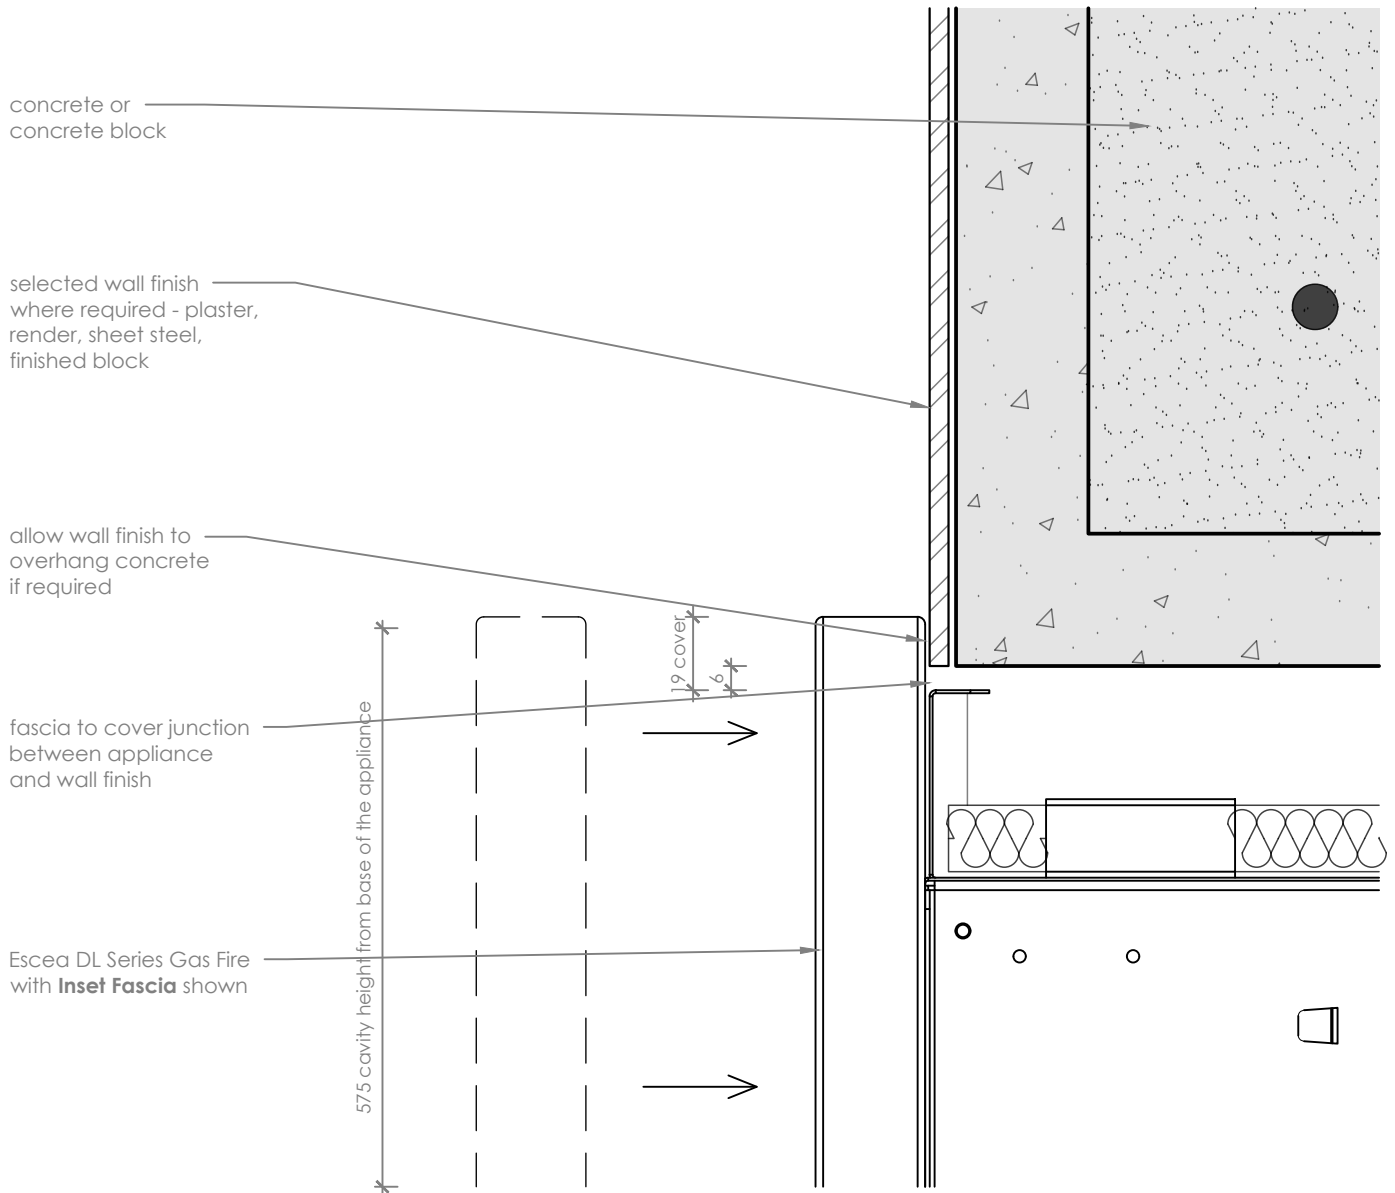 concrete or
concrete block
selected wall finish
where required - plaster,
render, sheet steel,
finished block
allow wall finish to
overhang concrete
if required
19 cover
6
fascia to cover junction
between appliance
and wall finish
575 cavity height from base of the appliance
Escea DL Series Gas Fire
with Inset Fascia shown